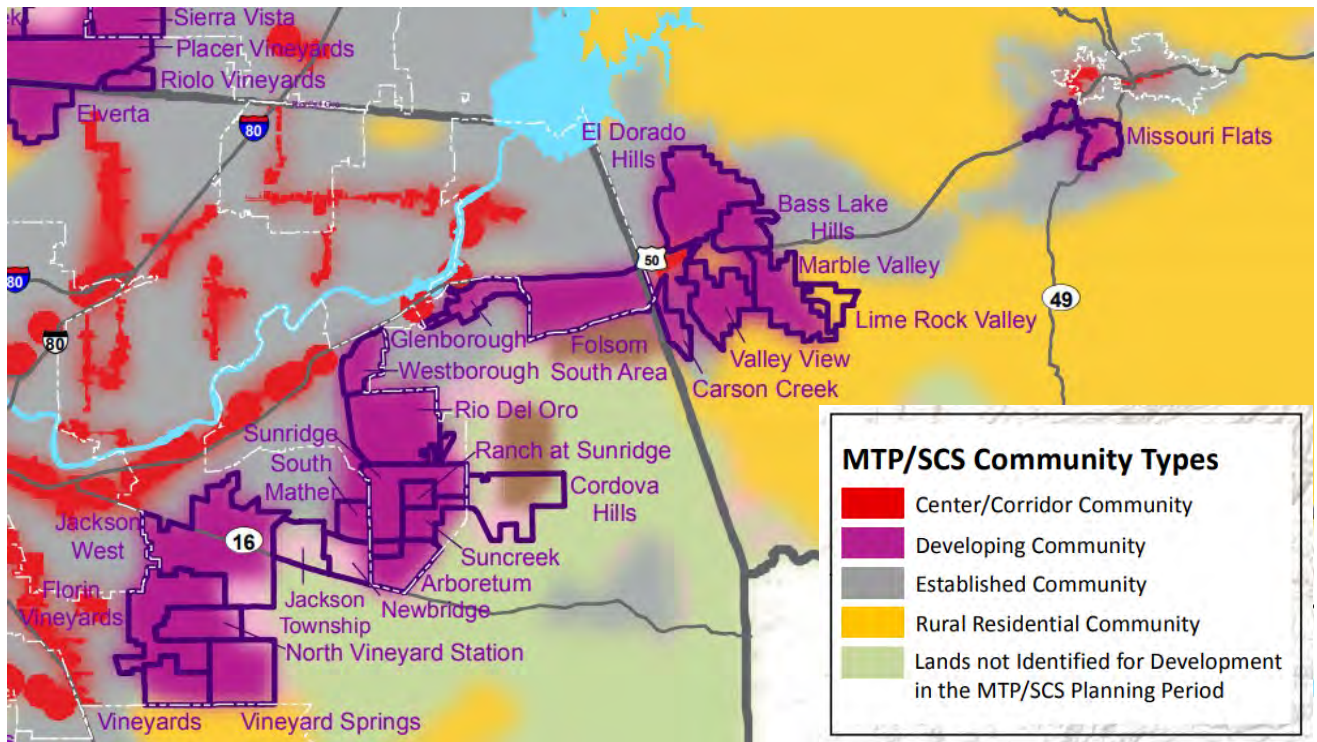 Sierra Vista
Placer Vineyards
Riolo Vineyards
Elverta
80
El Dorado
Hills
Missouri Flats
Bass Lake
Hills
50
Marble Valley
80
49
Lime Rock Valley
80
Glenborough
Folsom
South Area
Valley View
Westborough
Carson Creek
Rio Del Oro
Sunridge
Ranch at Sunridge
South
Mather
Cordova
Hills
Jackson
West
16
Suncreek
Arboretum
Florin
Vineyards
Jackson
Township
Newbridge
North Vineyard Station
Vineyards
Vineyard Springs
MTP/SCS Community Types
Center/Corridor Community
Developing Community
Established Community
Rural Residential Community
Lands not Identified for Development
in the MTP/SCS Planning Period